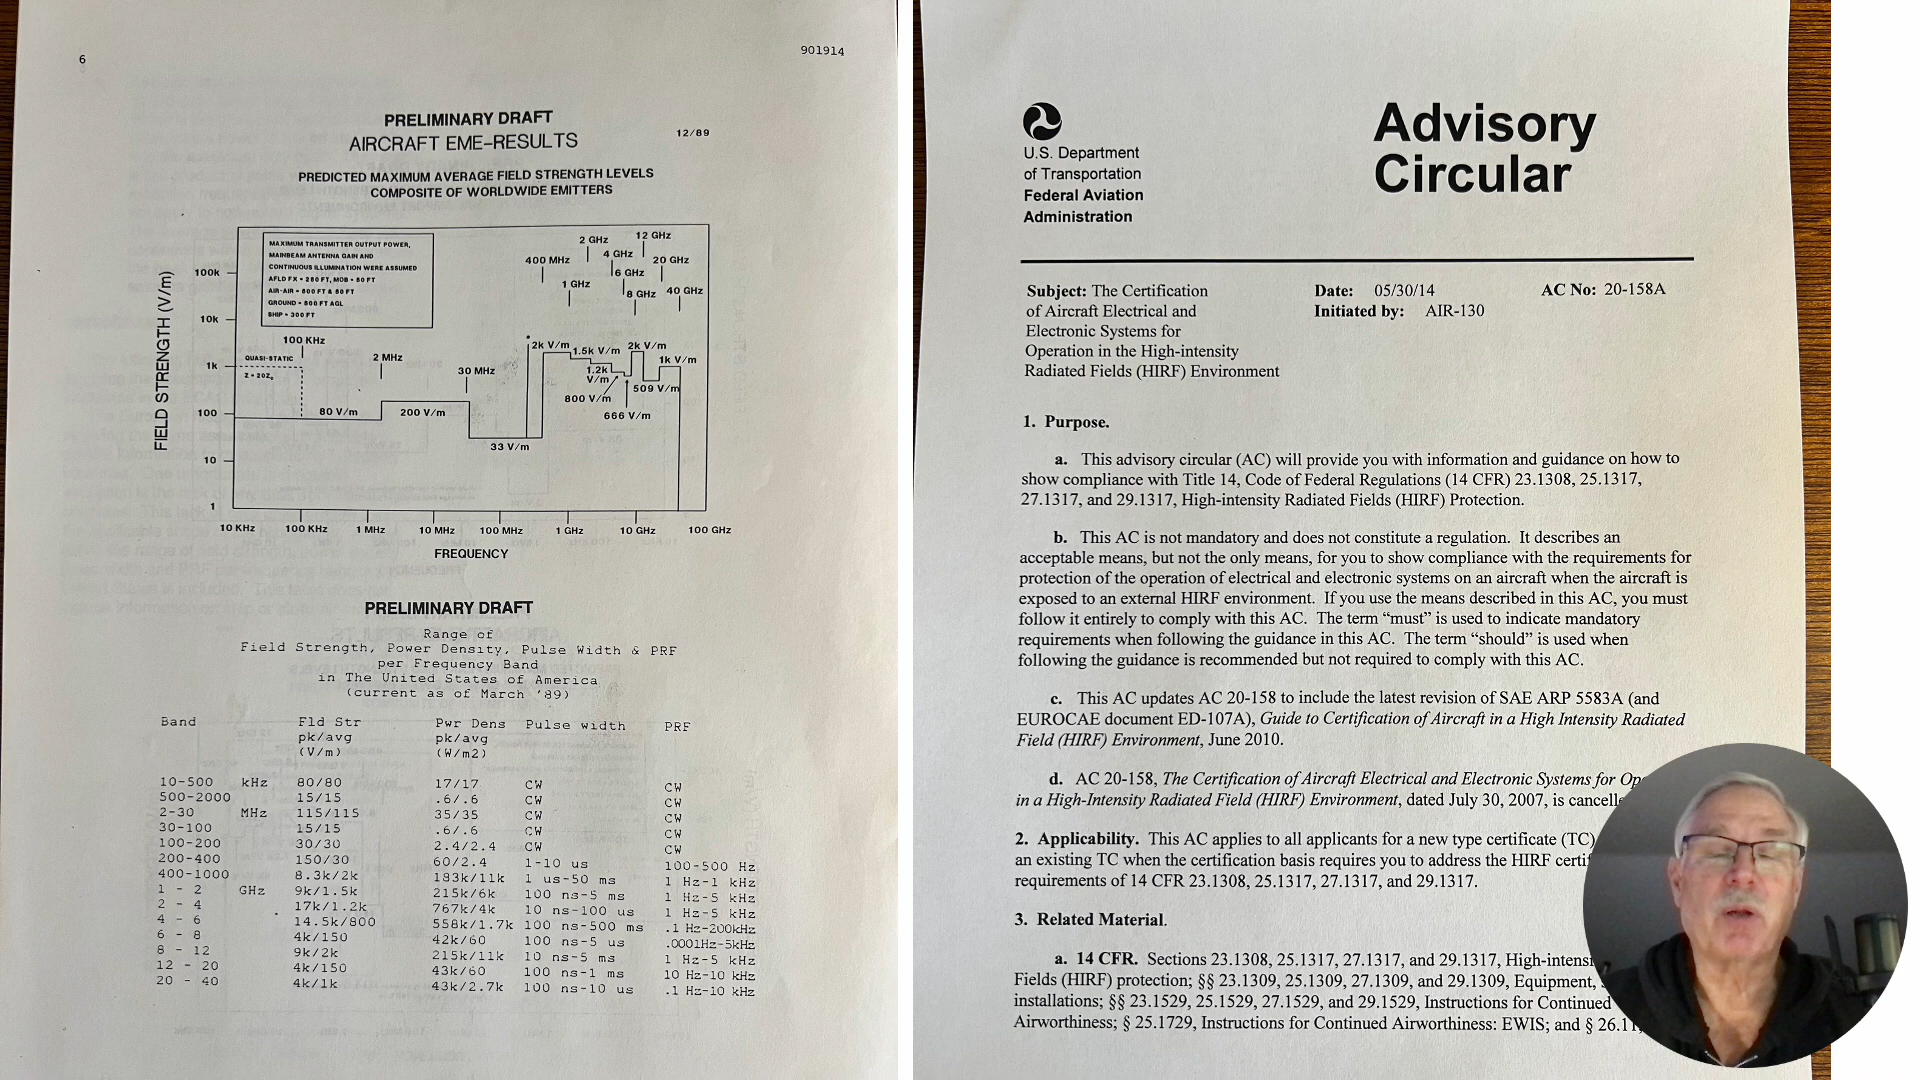 6
901914
PRELIMINARY DRAFT
AIRCRAFT EME-RESULTS
12/89
PREDICTED MAXIMUM AVERAGE FIELD STRENGTH LEVELS
COMPOSITE OF WORLDWIDE EMITTERS
MAXIMUM TRANSMITTER OUTPUT POWER,
MAINBEAM ANTENNA GAIN AND
CONTINUOUS ILLUMINATION WERE ASSUMED
AFLD FX - 250 FT, MOB - 50 FT
AIR-AIR - 500 FT & 50 FT
GROUND - 500 FT AGL
SHIP - 300 FT
FIELD STRENGTH (V/m)
100k
10k
1k
100
10
1
QUASI-STATIC
100 KHz
2 MHz
30 MHz
400 MHz
1 GHz
2 GHz
4 GHz
6 GHz
8 GHz
12 GHz
20 GHz
40 GHz
80 V/m
200 V/m
33 V/m
2k V/m
1.5k V/m
1.2k
V/m
800 V/m
666 V/m
2k V/m
509 V/m
1k V/m
10 KHz 100 KHz 1 MHz 10 MHz 100 MHz 1 GHz 10 GHz 100 GHz
FREQUENCY
PRELIMINARY DRAFT
Range of
Field Strength, Power Density, Pulse Width & PRF
per Frequency Band
in The United States of America
(current as of March '89)
Band Fld Str Pwr Dens Pulse width PRF
pk/avg pk/avg
(V/m) (W/m2)
10-500 kHz 80/80 17/17 CW CW
500-2000 15/15 .6/.6 CW CW
2-30 MHz 115/115 35/35 CW CW
30-100 15/15 .6/.6 CW CW
100-200 30/30 2.4/2.4 CW CW
200-400 150/30 60/2.4 1-10 us 100-500 Hz
400-1000 8.3k/2k 183k/11k 1 us-50 ms 1 Hz-1 kHz
1 - 2 GHz 9k/1.5k 215k/6k 100 ns-5 ms 1 Hz-5 kHz
2 - 4 17k/1.2k 767k/4k 10 ns-100 us 1 Hz-5 kHz
4 - 6 14.5k/800 558k/1.7k 100 ns-500 ms .1 Hz-200kHz
6 - 8 4k/150 42k/60 100 ns-5 us .0001Hz-5kHz
8 - 12 9k/2k 215k/11k 10 ns-5 ms 1 Hz-5 kHz
12 - 20 4k/150 43k/60 100 ns-1 ms 10 Hz-10 kHz
20 - 40 4k/1k 43k/2.7k 100 ns-10 us .1 Hz-10 kHz
U.S. Department
of Transportation
Federal Aviation
Administration
Advisory
Circular
Subject: The Certification
of Aircraft Electrical and
Electronic Systems for
Operation in the High-intensity
Radiated Fields (HIRF) Environment
Date: 05/30/14
Initiated by: AIR-130
AC No: 20-158A
1. Purpose.
a. This advisory circular (AC) will provide you with information and guidance on how to
show compliance with Title 14, Code of Federal Regulations (14 CFR) 23.1308, 25.1317,
27.1317, and 29.1317, High-intensity Radiated Fields (HIRF) Protection.
b. This AC is not mandatory and does not constitute a regulation. It describes an
acceptable means, but not the only means, for you to show compliance with the requirements for
protection of the operation of electrical and electronic systems on an aircraft when the aircraft is
exposed to an external HIRF environment. If you use the means described in this AC, you must
follow it entirely to comply with this AC. The term “must” is used to indicate mandatory
requirements when following the guidance in this AC. The term “should” is used when
following the guidance is recommended but not required to comply with this AC.
c. This AC updates AC 20-158 to include the latest revision of SAE ARP 5583A (and
EUROCAE document ED-107A), Guide to Certification of Aircraft in a High Intensity Radiated
Field (HIRF) Environment, June 2010.
d. AC 20-158, The Certification of Aircraft Electrical and Electronic Systems for
in a High-Intensity Radiated Field (HIRF) Environment, dated July 30, 2007, is
2. Applicability. This AC applies to all applicants for a new type certificate (TC)
an existing TC when the certification basis requires you to address the HIRF
requirements of 14 CFR 23.1308, 25.1317, 27.1317, and 29.1317.
3. Related Material.
a. 14 CFR. Sections 23.1308, 25.1317, 27.1317, and 29.1317,
Fields (HIRF) protection; §§ 23.1309, 25.1309, 27.1309, and 29.1309, Equipment,
installations; §§ 23.1529, 25.1529, 27.1529, and 29.1529, Instructions for Continued
Airworthiness; § 25.1729, Instructions for Continued Airworthiness: EWIS; and §